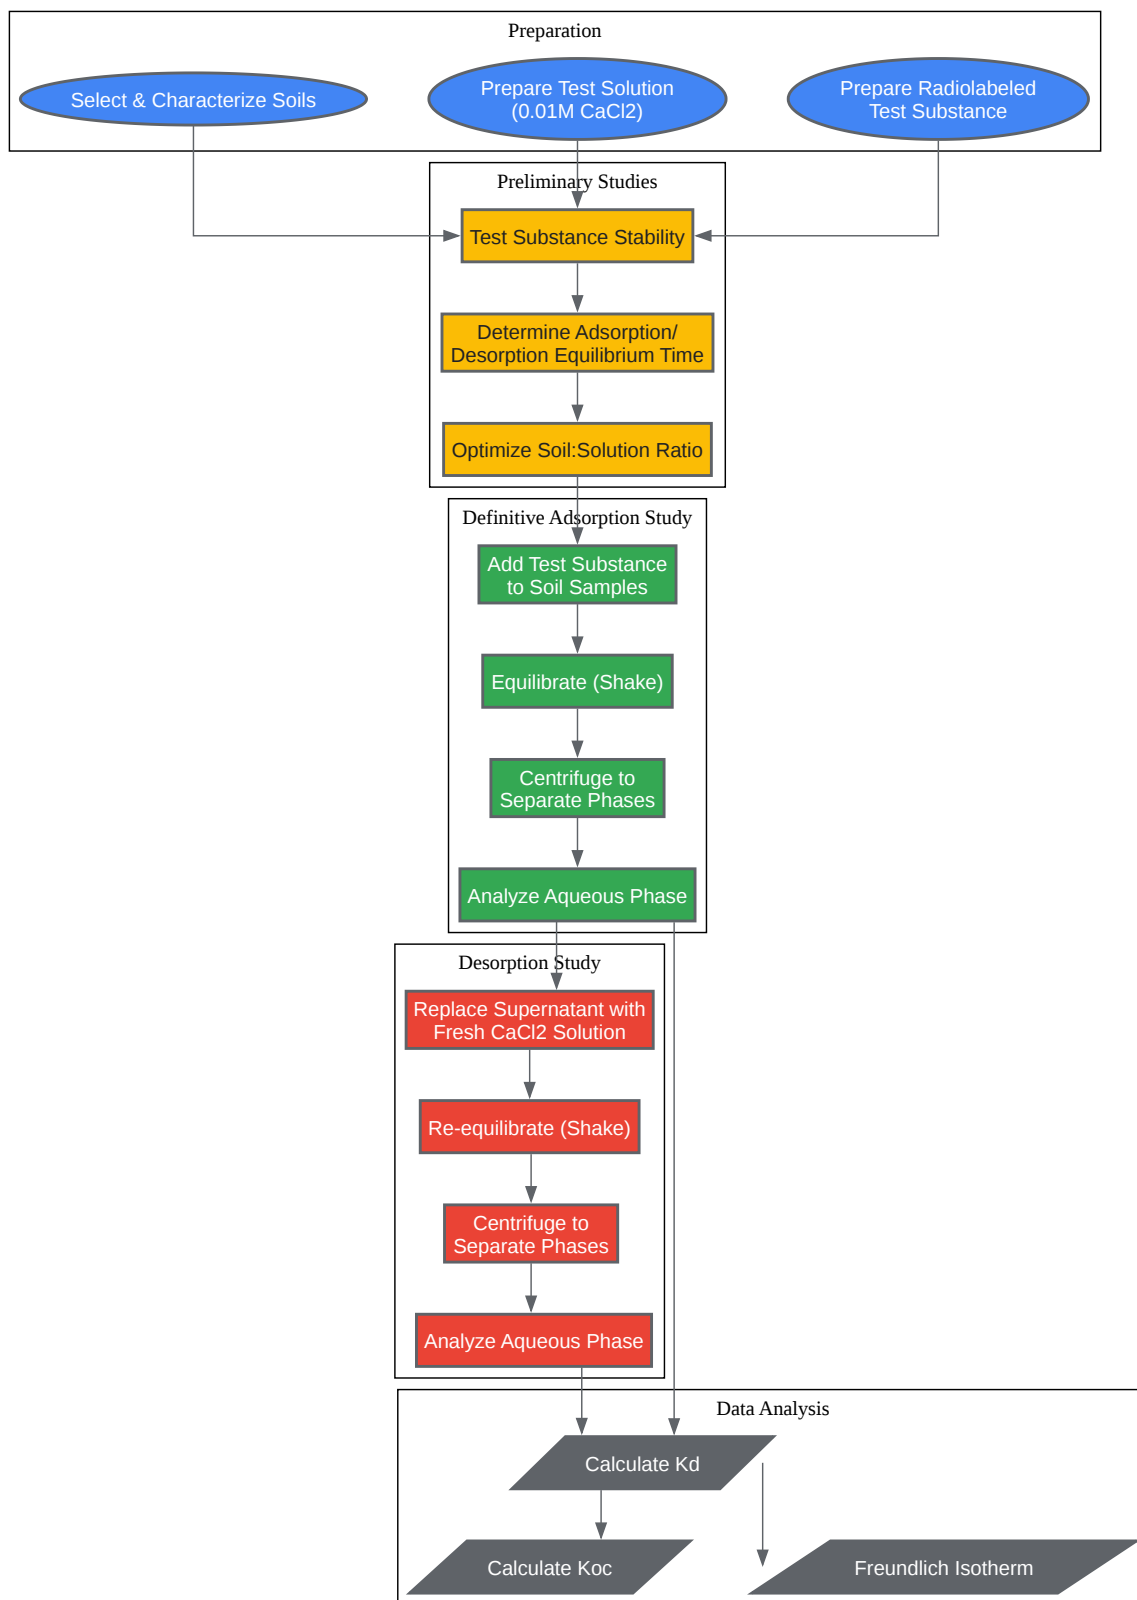 Preparation
Select & Characterize Soils
Prepare Test Solution
(0.01M CaCl2)
Prepare Radiolabeled
Test Substance
Preliminary Studies
Test Substance Stability
Determine Adsorption/
Desorption Equilibrium Time
Optimize Soil:Solution Ratio
Definitive Adsorption Study
Add Test Substance
to Soil Samples
Equilibrate (Shake)
Centrifuge to
Separate Phases
Analyze Aqueous Phase
Desorption Study
Replace Supernatant with
Fresh CaCl2 Solution
Re-equilibrate (Shake)
Centrifuge to
Separate Phases
Analyze Aqueous Phase
Data Analysis
Calculate Kd
Calculate Koc
Freundlich Isotherm